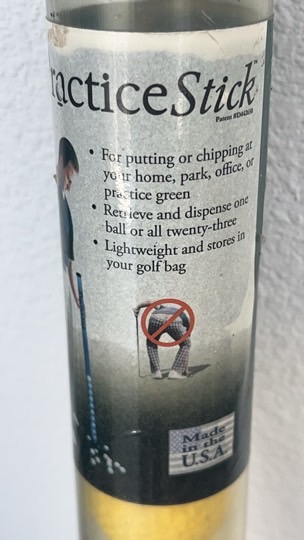 racticeStick™
• For putting or chipping at
your home, park, office, or
practice green
• Retrieve and dispense one
ball or all twenty-three
• Lightweight and stores in
your golf bag
Made
in the
U.S.A.